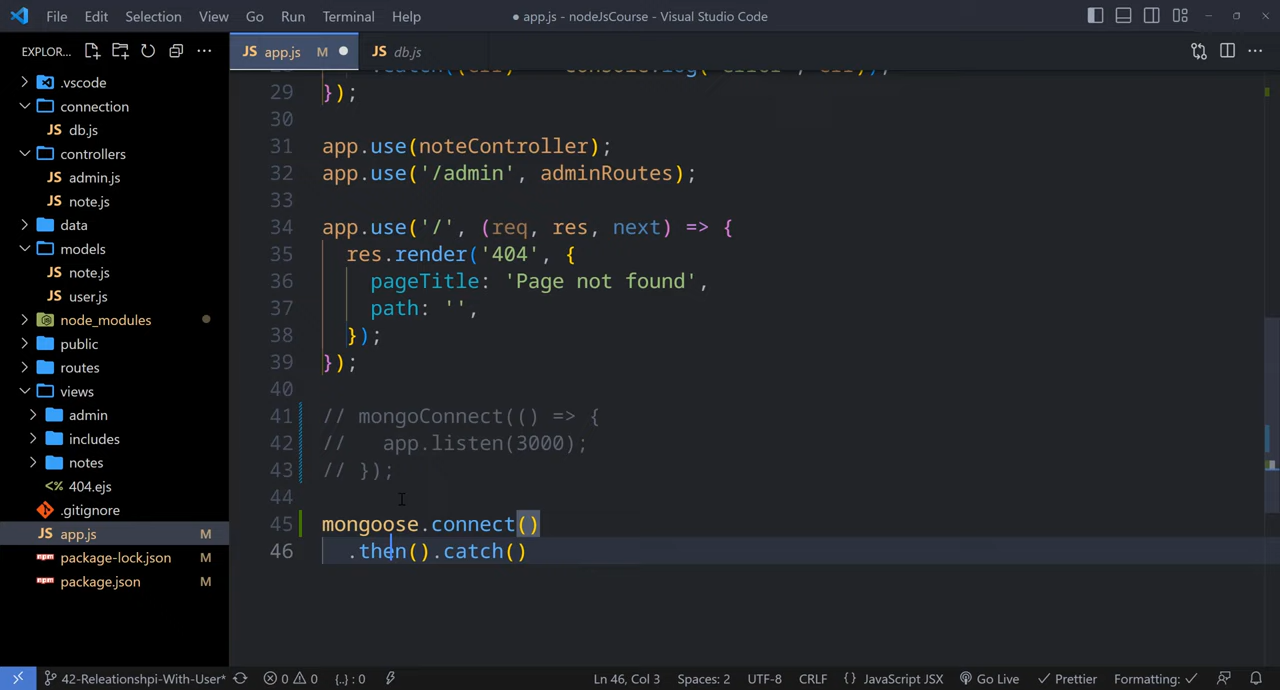 File Edit Selection View Go Run Terminal Help
● app.js - nodeJsCourse - Visual Studio Code
EXPLOR...
JS app.js M ●
JS db.js
.vscode
connection
JS db.js
controllers
JS admin.js
JS note.js
data
models
JS note.js
JS user.js
node_modules
public
routes
views
admin
includes
notes
<%> 404.ejs
.gitignore
JS app.js M
package-lock.json M
package.json M
29 });
30
31 app.use(noteController);
32 app.use('/admin', adminRoutes);
33
34 app.use('/', (req, res, next) => {
35 res.render('404', {
36 pageTitle: 'Page not found',
37 path: '',
38 });
39 });
40
41 // mongoConnect(() => {
42 //   app.listen(3000);
43 // });
44
45 mongoose.connect()
46 .then().catch()
42-Releationshpi-With-User* 0 0 {..} : 0
Ln 46, Col 3 Spaces: 2 UTF-8 CRLF {} JavaScript JSX Go Live Prettier Formatting: